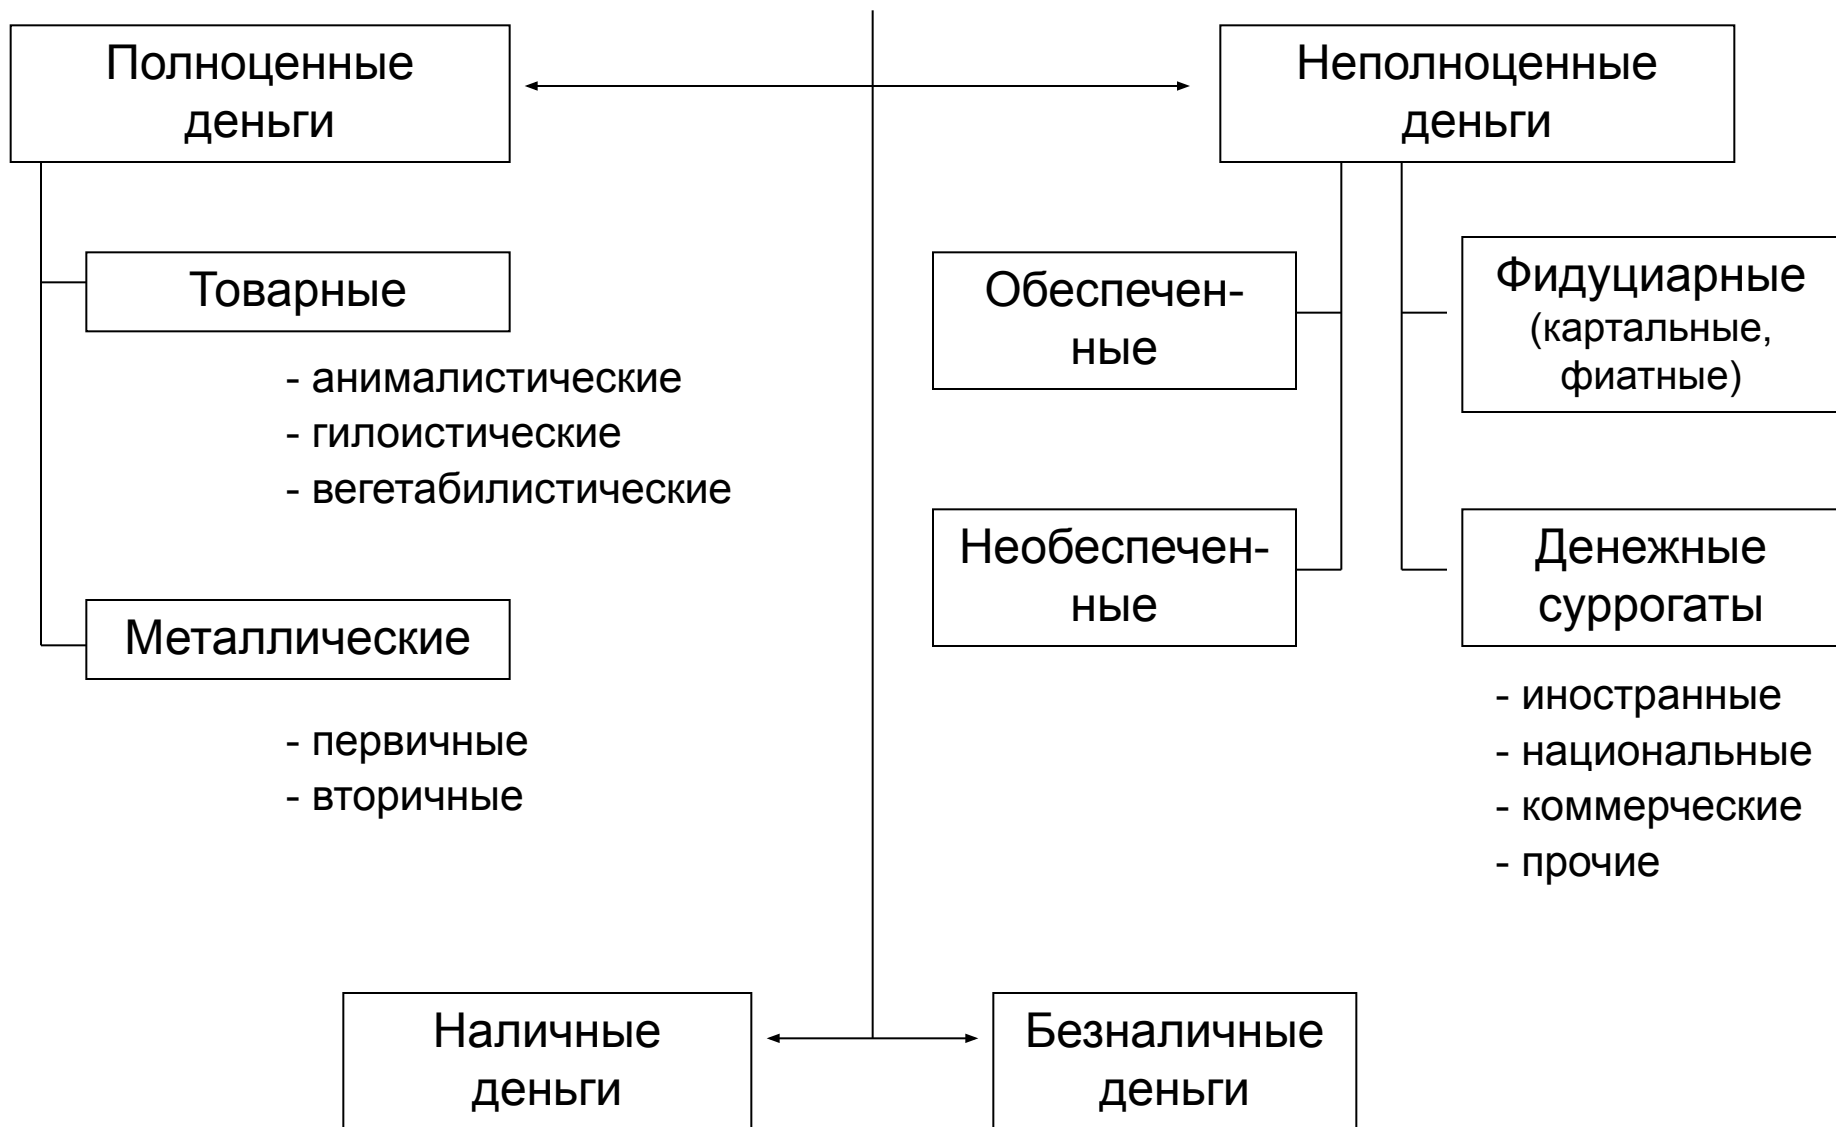 Полноценные
деньги
Неполноценные
деньги
Товарные
- анималистические
- гилоистические
- вегетабилистические
Металлические
- первичные
- вторичные
Обеспечен-
ные
Необеспечен-
ные
Фидуциарные
(картальные,
фиатные)
Денежные
суррогаты
- иностранные
- национальные
- коммерческие
- прочие
Наличные
деньги
Безналичные
деньги